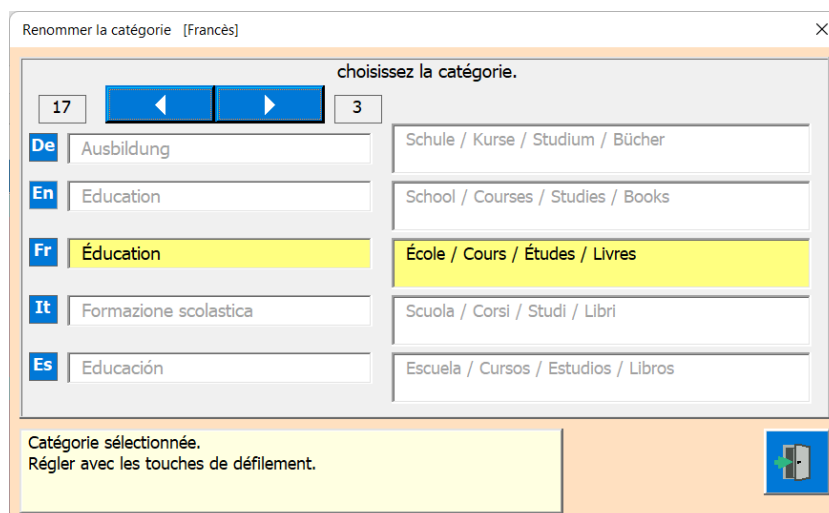 Renommer la catégorie [Francès]
choisissez la catégorie.
17
3
De Ausbildung Schule / Kurse / Studium / Bücher
En Education School / Courses / Studies / Books
Fr Éducation École / Cours / Études / Livres
It Formazione scolastica Scuola / Corsi / Studi / Libri
Es Educación Escuela / Cursos / Estudios / Libros
Catégorie sélectionnée.
Régler avec les touches de défilement.